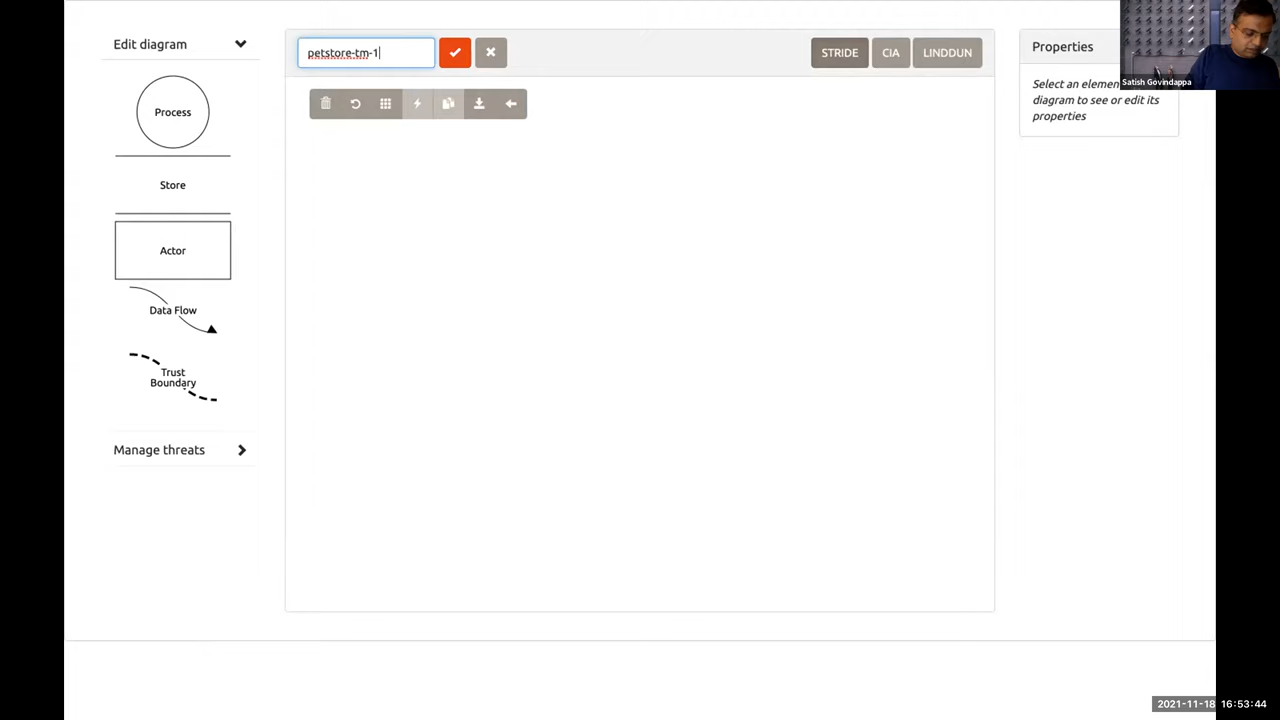 Edit diagram
petstore-tm-1
STRIDE
CIA
LINDDUN
Properties
Process
Select an elemen
diagram to see or edit its
properties
Satish Govindappa
Store
Actor
Data Flow
Trust
Boundary
Manage threats
2021-11-18 16:53:44